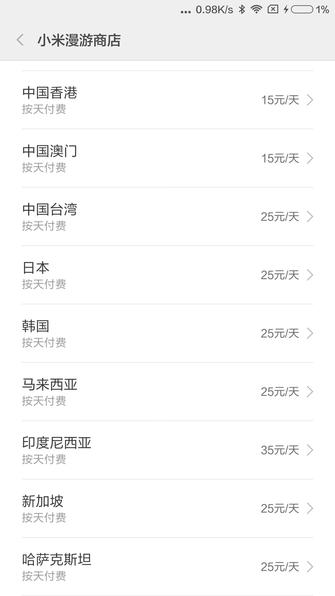 ... 0.98K/s 1%
小米漫游商店
中国香港
按天付费
15元/天
中国澳门
按天付费
15元/天
中国台湾
按天付费
25元/天
日本
按天付费
25元/天
韩国
按天付费
25元/天
马来西亚
按天付费
25元/天
印度尼西亚
按天付费
35元/天
新加坡
按天付费
25元/天
哈萨克斯坦
按天付费
25元/天